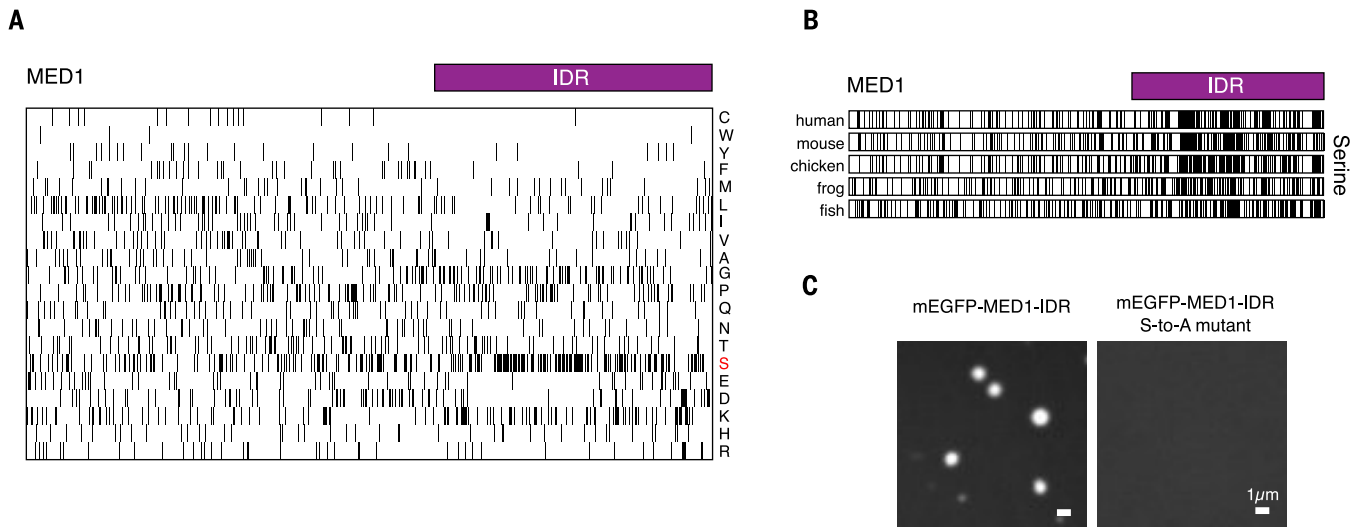 A
MED1
IDR
C
W
Y
F
M
L
I
V
A
G
P
Q
N
T
S
E
D
K
H
R
B
MED1
IDR
human
mouse
chicken
frog
fish
Serine
C
mEGFP-MED1-IDR
mEGFP-MED1-IDR
S-to-A mutant
1µm